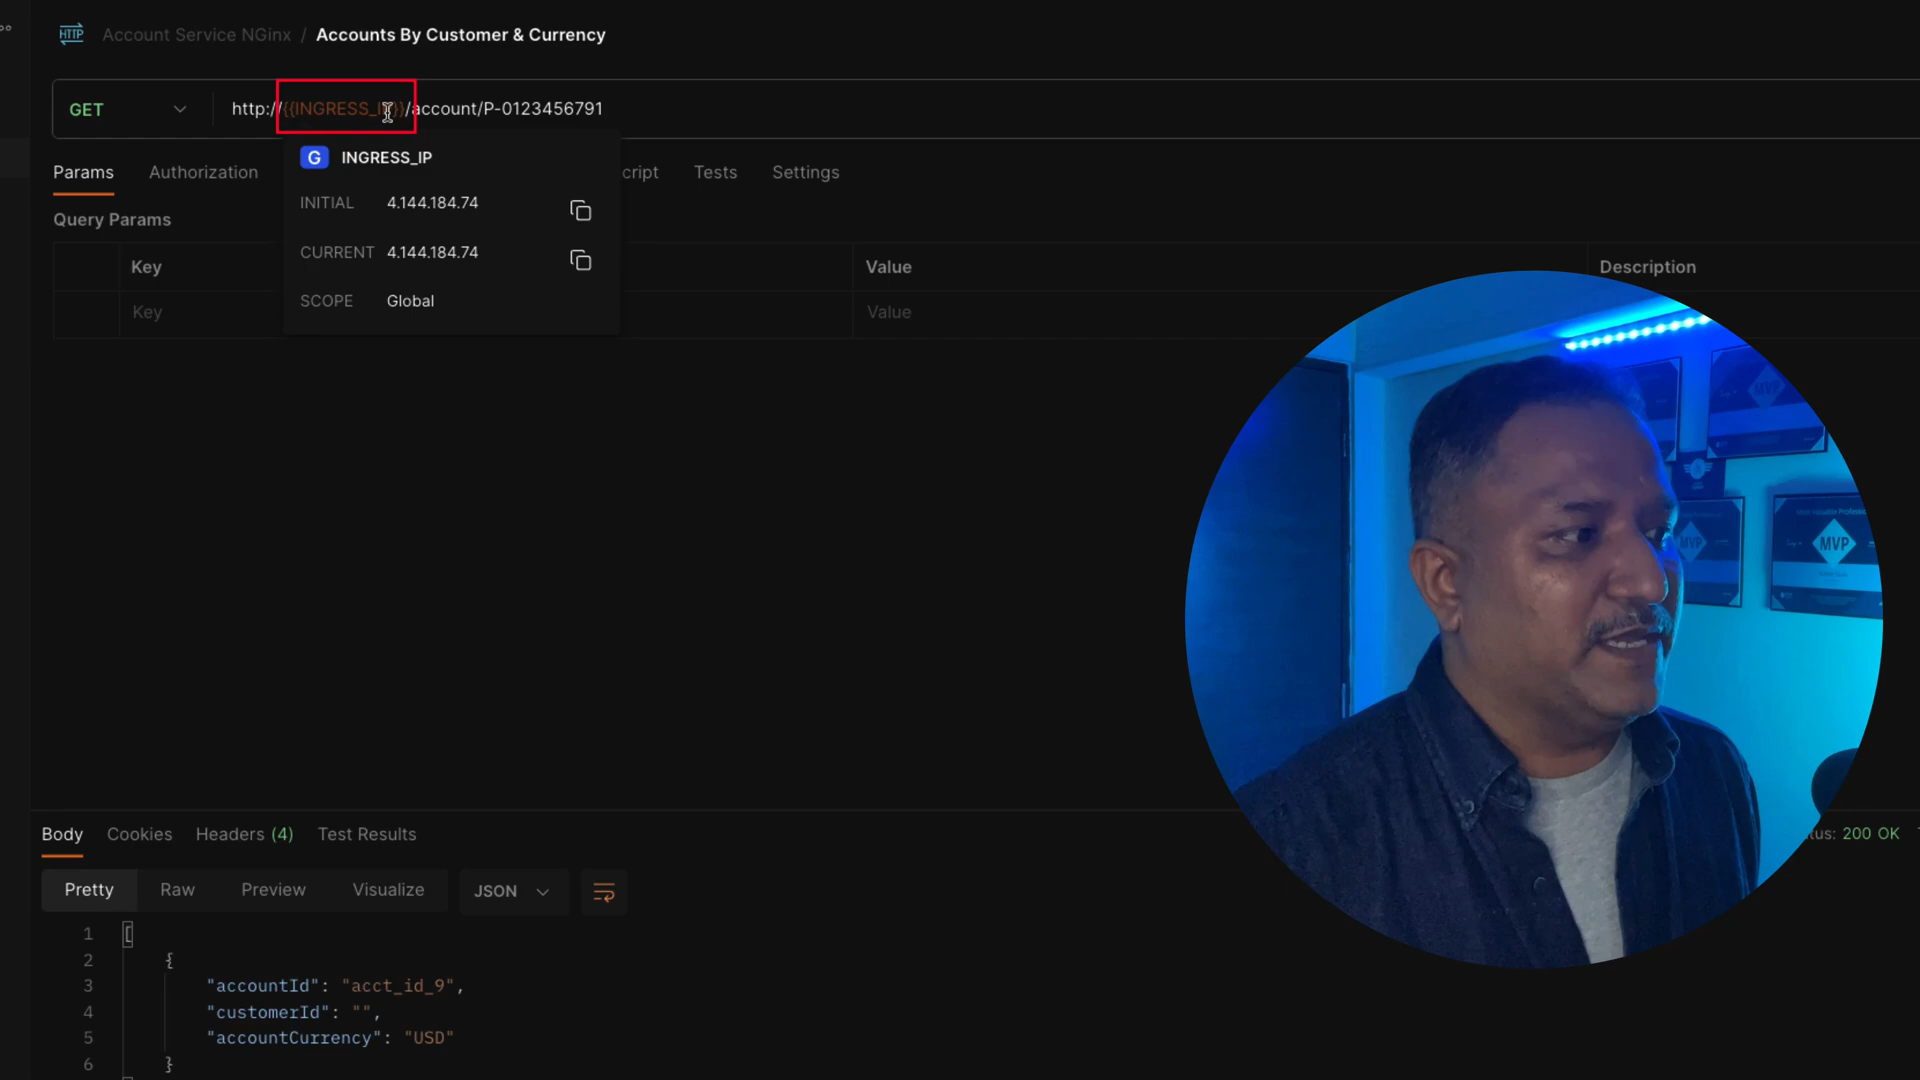 HTTP Account Service NGinx / Accounts By Customer & Currency
GET http://{{INGRESS_IP}}/account/P-0123456791
G INGRESS_IP
Params Authorization cript Tests Settings
INITIAL 4.144.184.74
Query Params
CURRENT 4.144.184.74
Key Value Description
SCOPE Global
Key Value
MVP
MVP
MVP
Body Cookies Headers (4) Test Results tus: 200 OK
Pretty Raw Preview Visualize JSON
1 [
2 {
3 "accountId": "acct_id_9",
4 "customerId": "",
5 "accountCurrency": "USD"
6 }